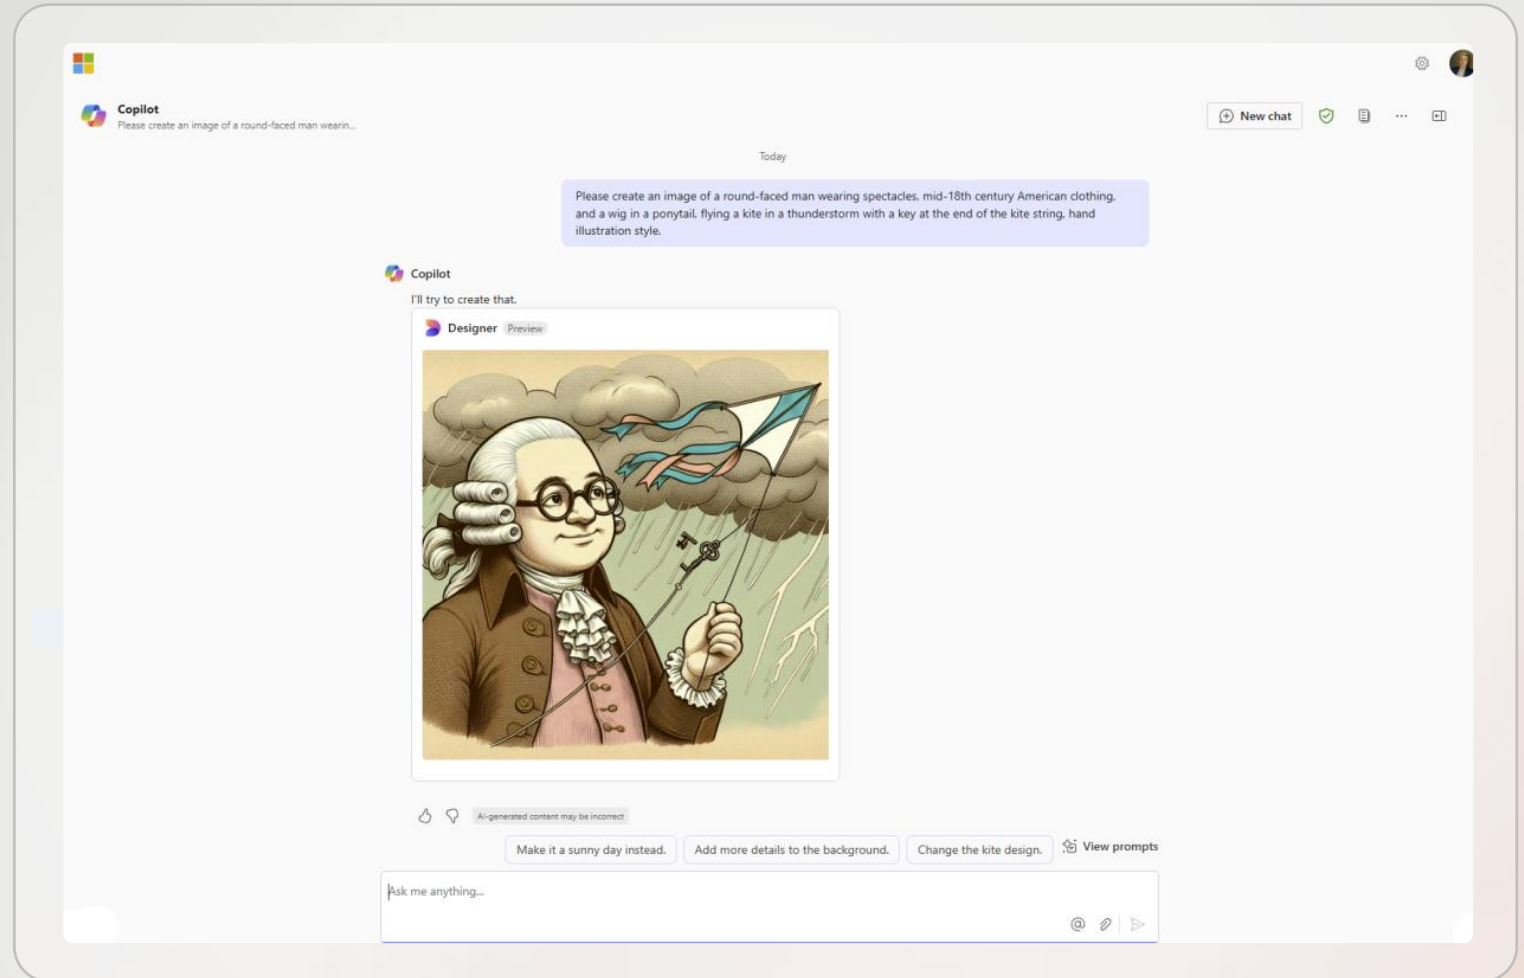 Copilot
Please create an image of a round-faced man wearin...
New chat
Today
Please create an image of a round-faced man wearing spectacles, mid-18th century American clothing,
and a wig in a ponytail, flying a kite in a thunderstorm with a key at the end of the kite string, hand
illustration style.
Copilot
I'll try to create that.
Designer Preview
AI-generated content may be incorrect
Make it a sunny day instead. Add more details to the background. Change the kite design. View prompts
Ask me anything...